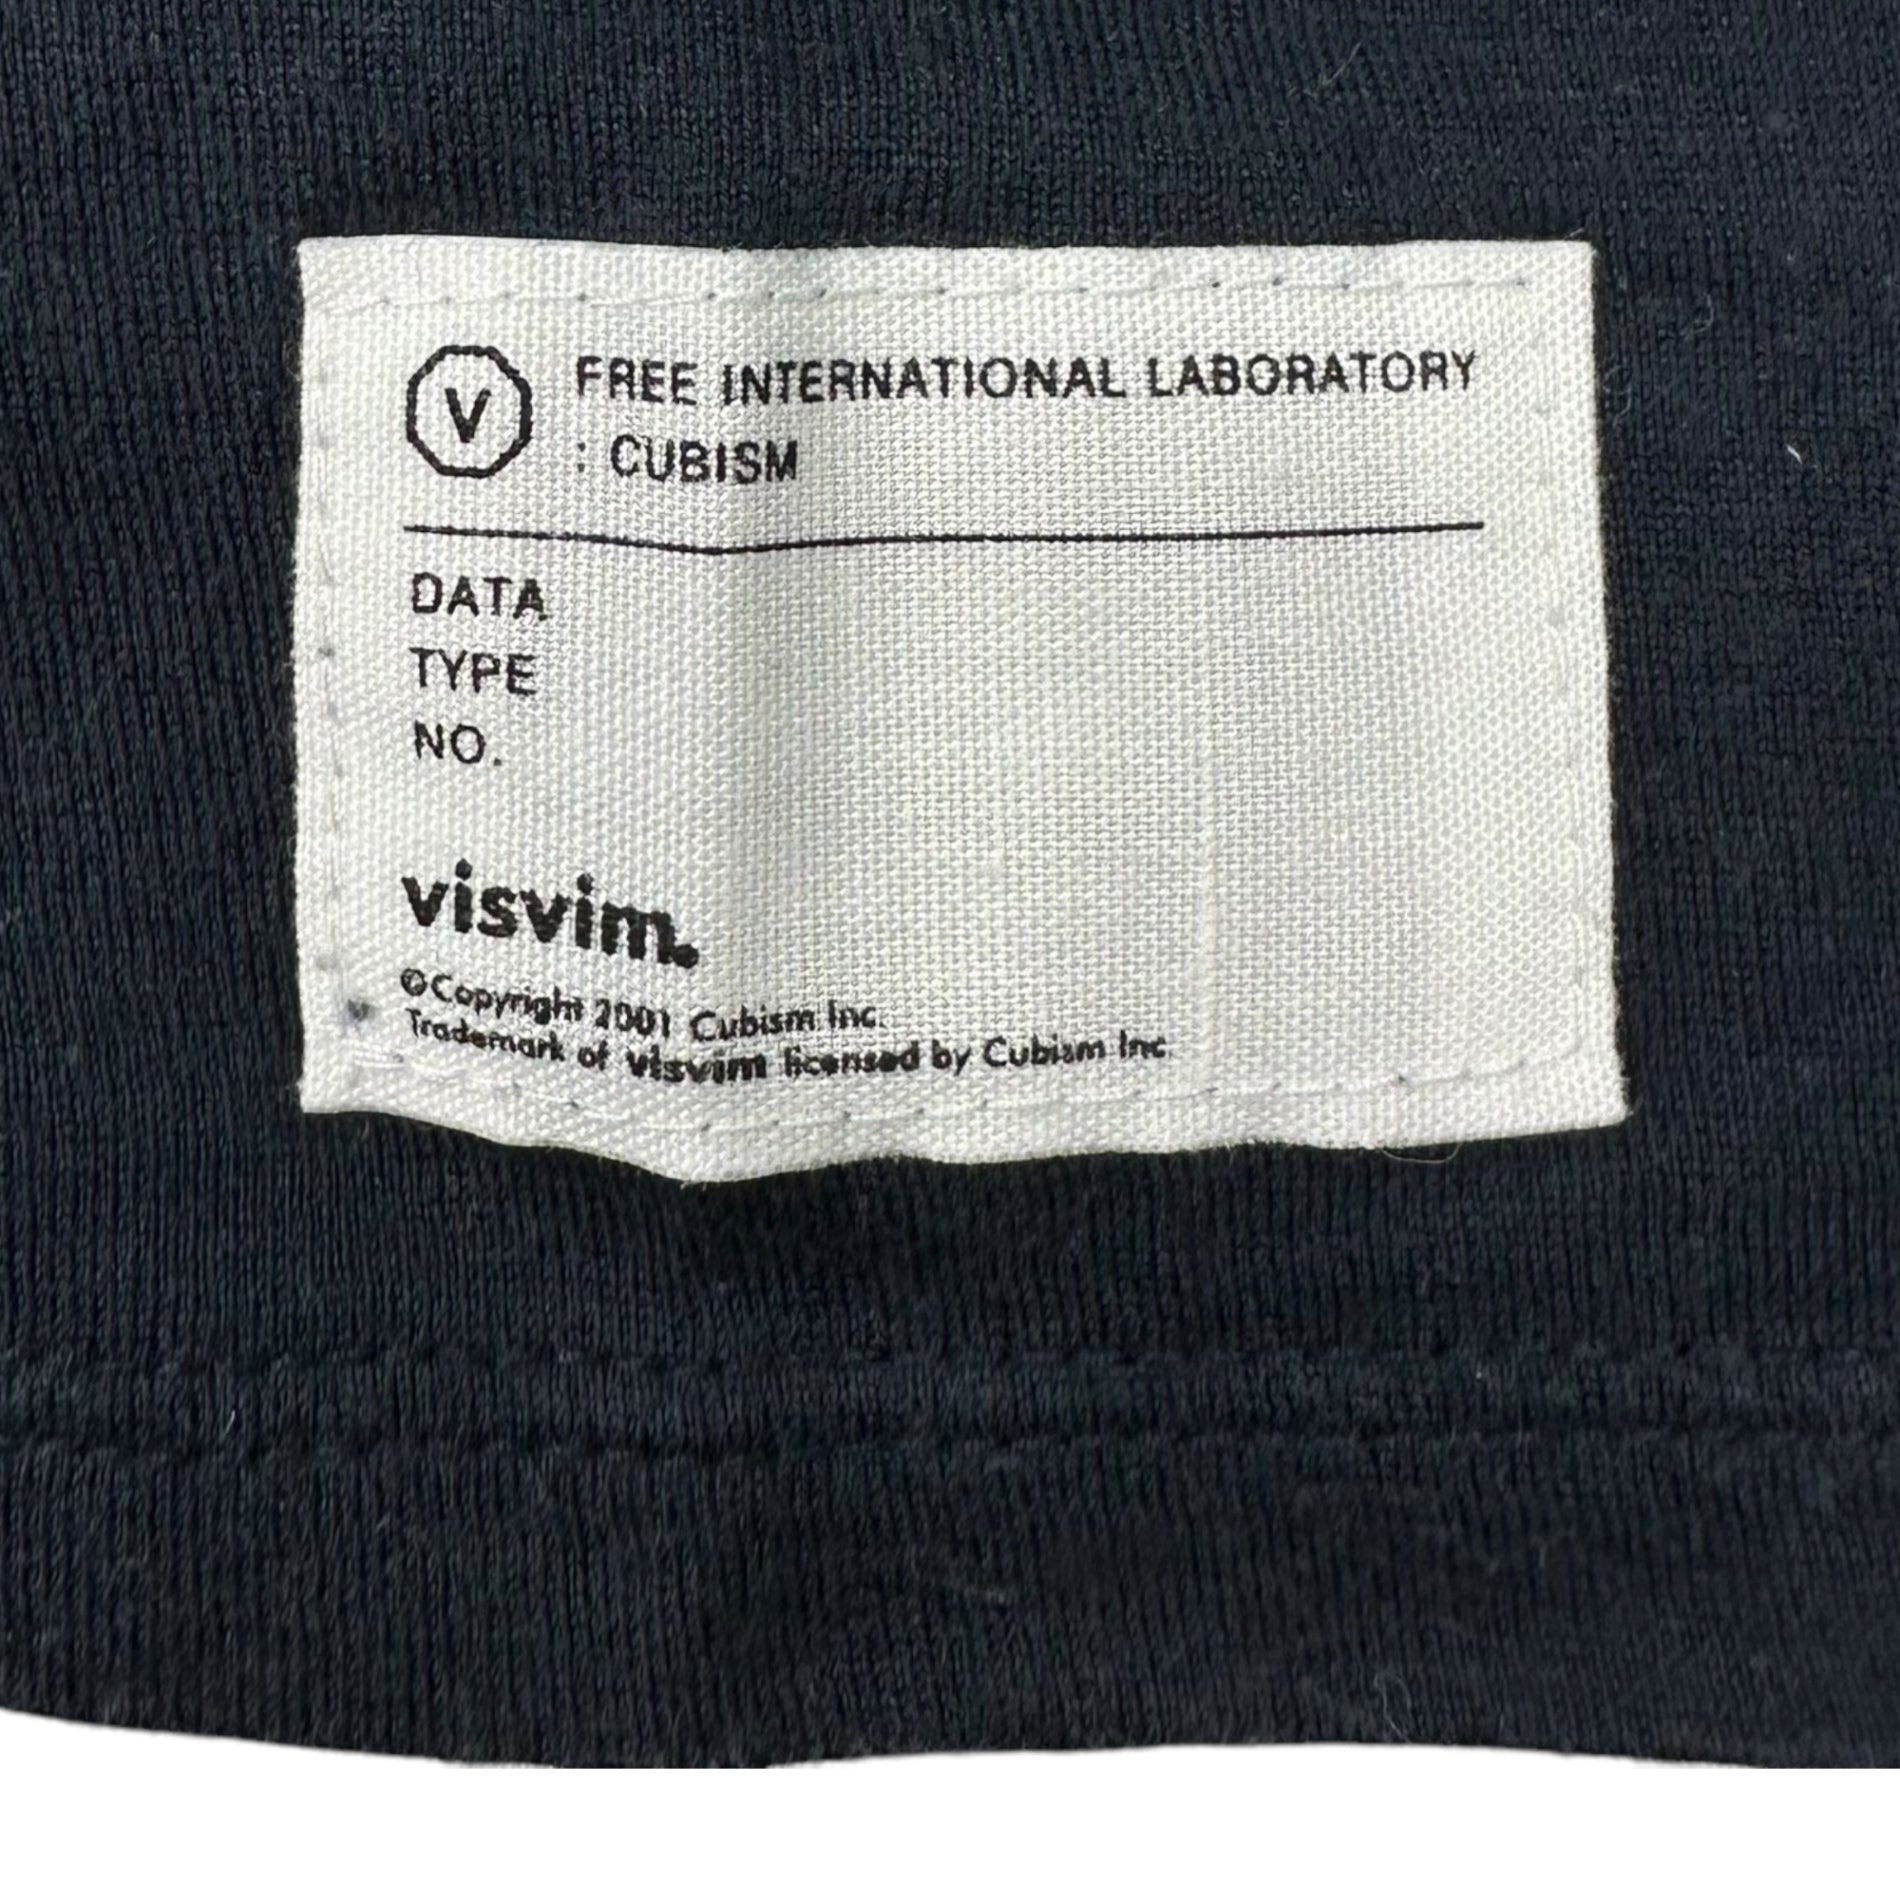 V
FREE INTERNATIONAL LABORATORY
: CUBISM
DATA
TYPE
NO.
visvim.
©Copyright 2001 Cubism Inc.
Trademark of visvim licensed by Cubism Inc